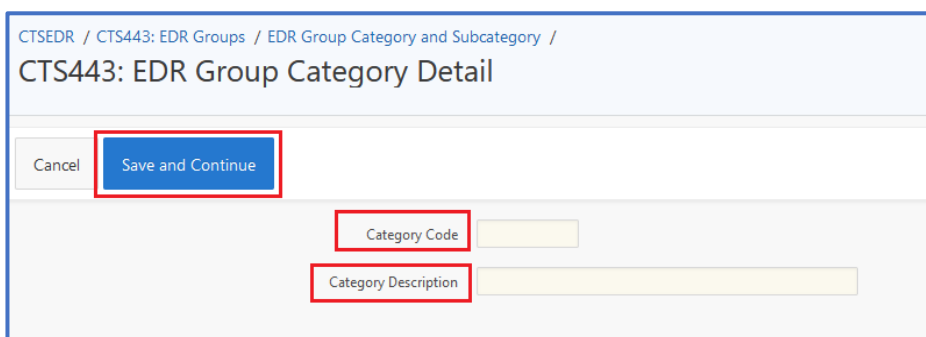 CTSEDR / CTS443: EDR Groups / EDR Group Category and Subcategory /
CTS443: EDR Group Category Detail
Cancel Save and Continue
Category Code
Category Description